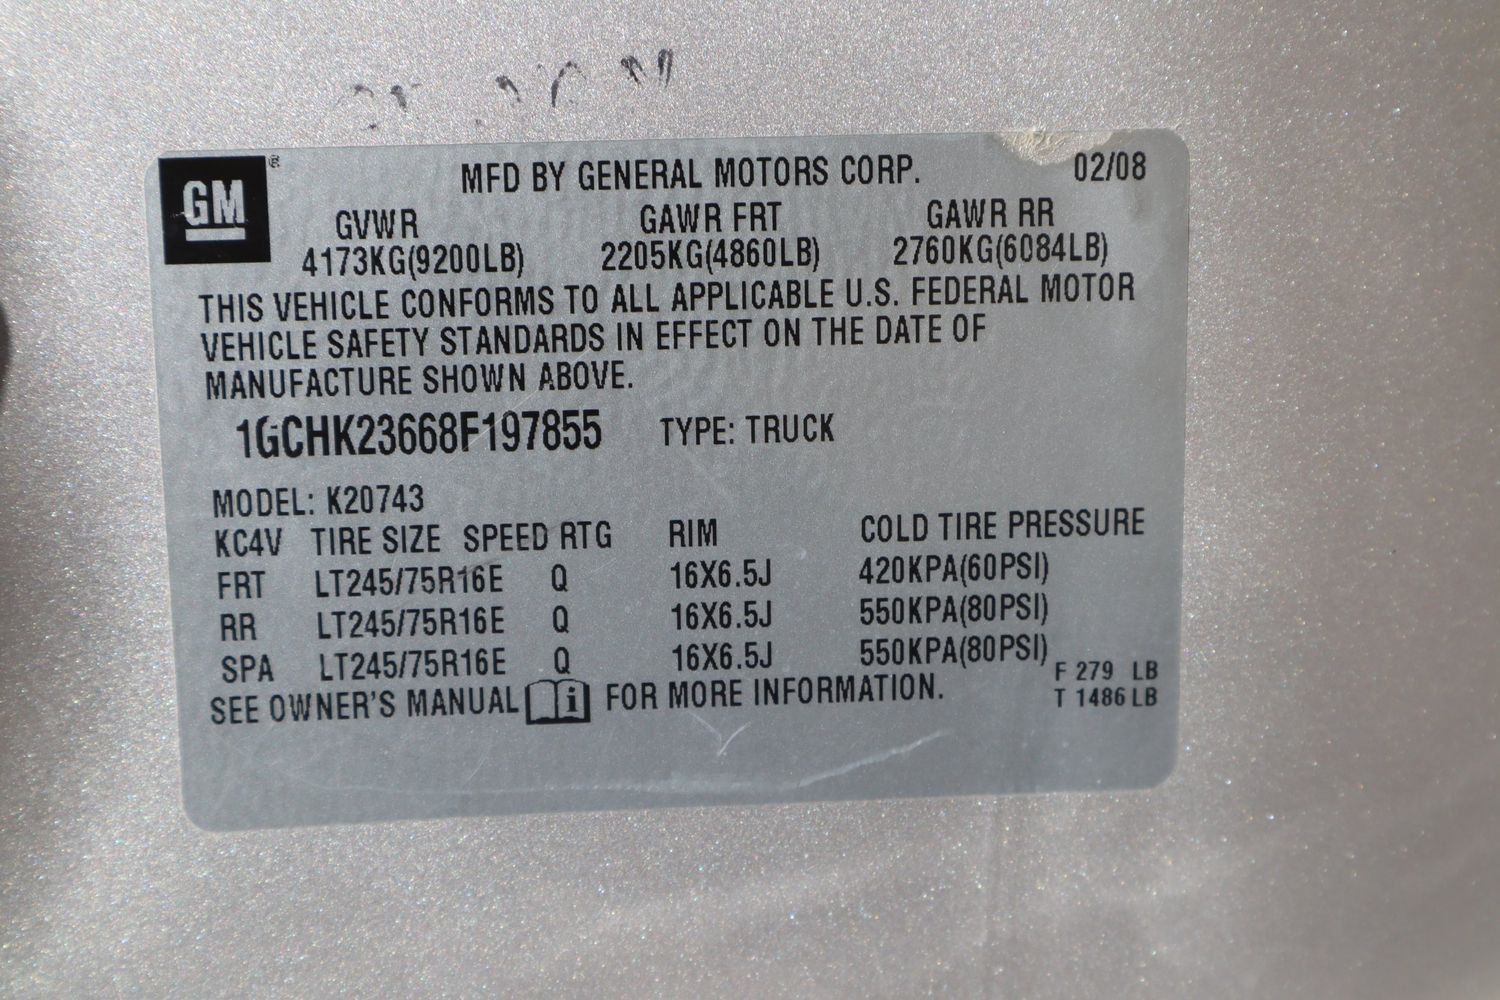 GM ® MFD BY GENERAL MOTORS CORP. 02/08
GVWR GAWR FRT GAWR RR
4173KG(9200LB) 2205KG(4860LB) 2760KG(6084LB)
THIS VEHICLE CONFORMS TO ALL APPLICABLE U.S. FEDERAL MOTOR
VEHICLE SAFETY STANDARDS IN EFFECT ON THE DATE OF
MANUFACTURE SHOWN ABOVE.
1GCHK23668F197855 TYPE: TRUCK
MODEL: K20743
KC4V TIRE SIZE SPEED RTG RIM COLD TIRE PRESSURE
FRT LT245/75R16E Q 16X6.5J 420KPA(60PSI)
RR LT245/75R16E Q 16X6.5J 550KPA(80PSI)
SPA LT245/75R16E Q 16X6.5J 550KPA(80PSI)
F 279 LB
SEE OWNER'S MANUAL i FOR MORE INFORMATION. T 1486 LB